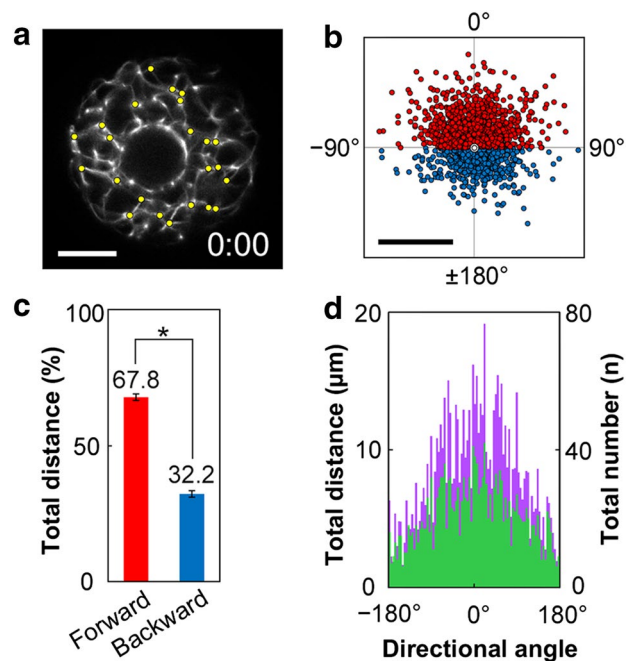 a
0:00
b
0°
−90°
90°
±180°
c
Total distance (%)
100
50
0
*
67.8
32.2
Forward
Backward
d
Total distance (μm)
20
10
0
Total number (n)
80
40
0
−180°
0°
180°
Directional angle